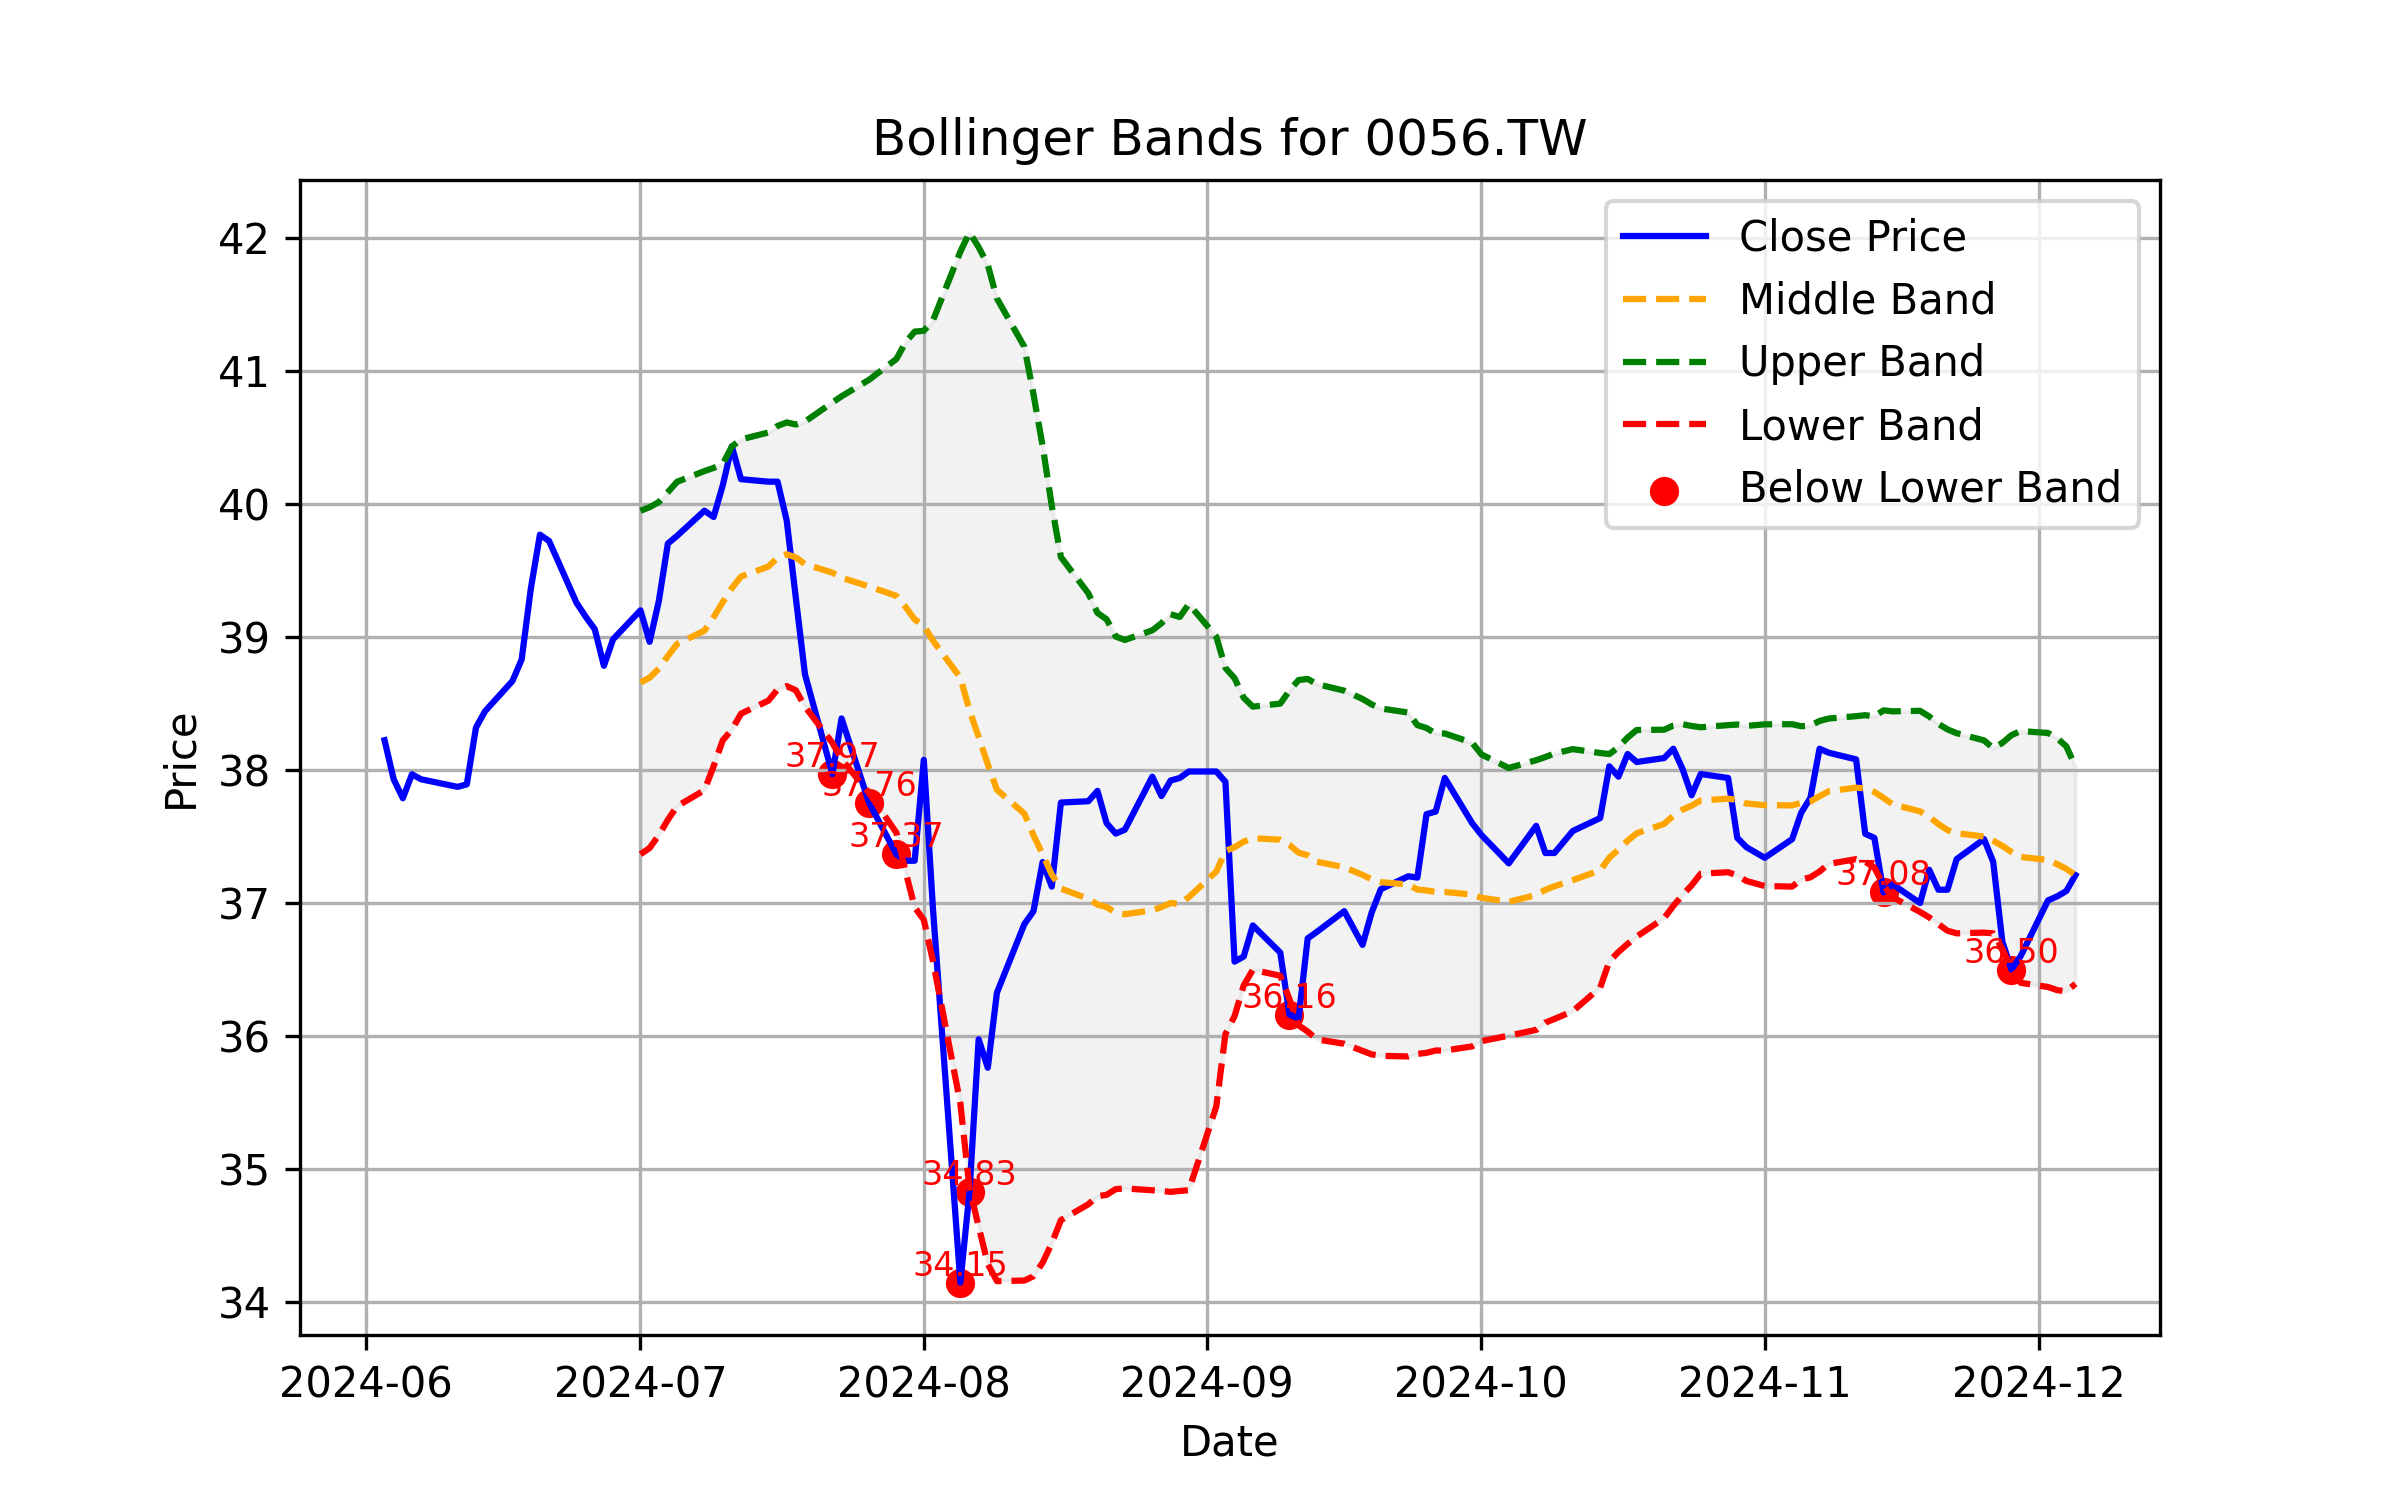 Bollinger Bands for 0056.TW
Close Price
Middle Band
Upper Band
Lower Band
Below Lower Band
Price
42
41
40
39
38
37
36
35
34
37.97
37.76
37.37
34.15
34.83
36.16
37.08
36.50
2024-06 2024-07 2024-08 2024-09 2024-10 2024-11 2024-12
Date